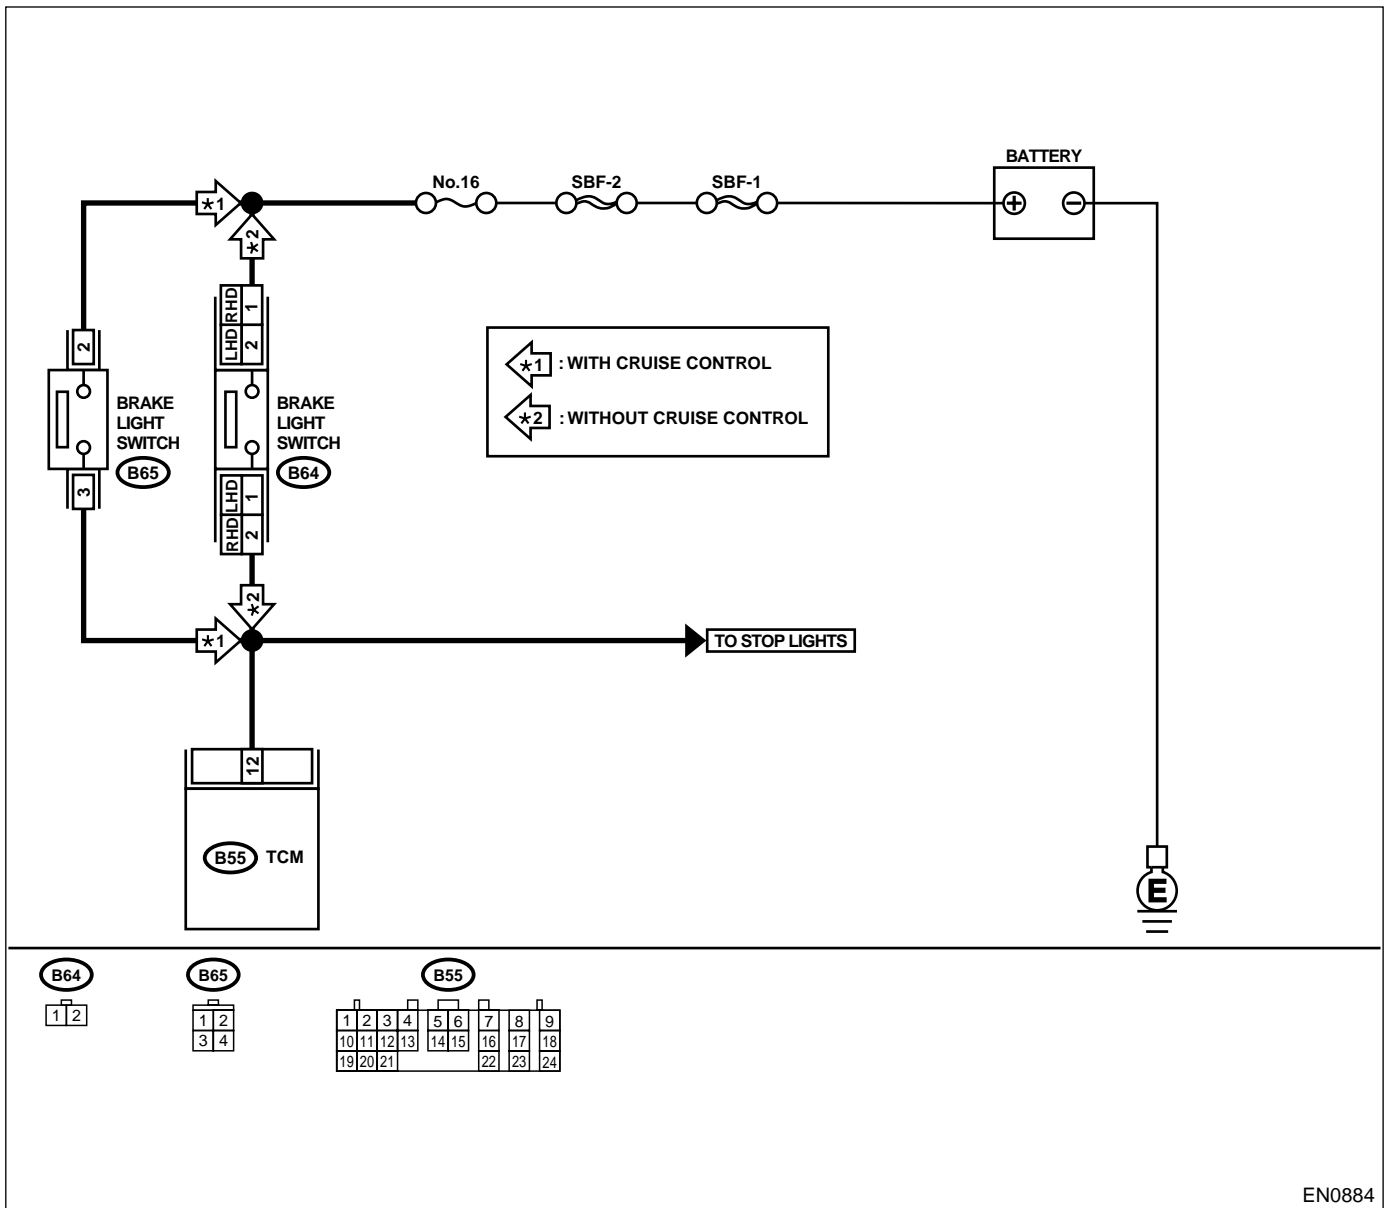 BATTERY
No.16
SBF-2
SBF-1
*1
*2
RHD 1
LHD 2
2
BRAKE
LIGHT
SWITCH
B65
3
BRAKE
LIGHT
SWITCH
B64
LHD 1
RHD 2
*1 : WITH CRUISE CONTROL
*2 : WITHOUT CRUISE CONTROL
*2
*1
TO STOP LIGHTS
12
B55 TCM
E
B64
1 2
B65
1 2
3 4
B55
1 2 3 4 5 6 7 8 9
10 11 12 13 14 15 16 17 18
19 20 21 22 23 24
EN0884